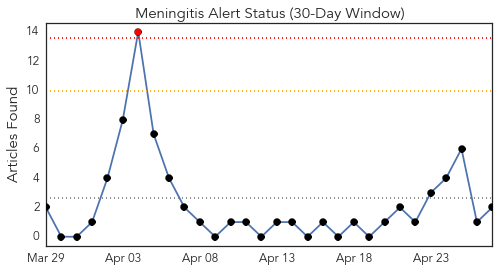 Meningitis Alert Status (30-Day Window)
Articles Found
14
12
10
8
6
4
2
0
Mar 29 Apr 03 Apr 08 Apr 13 Apr 18 Apr 23